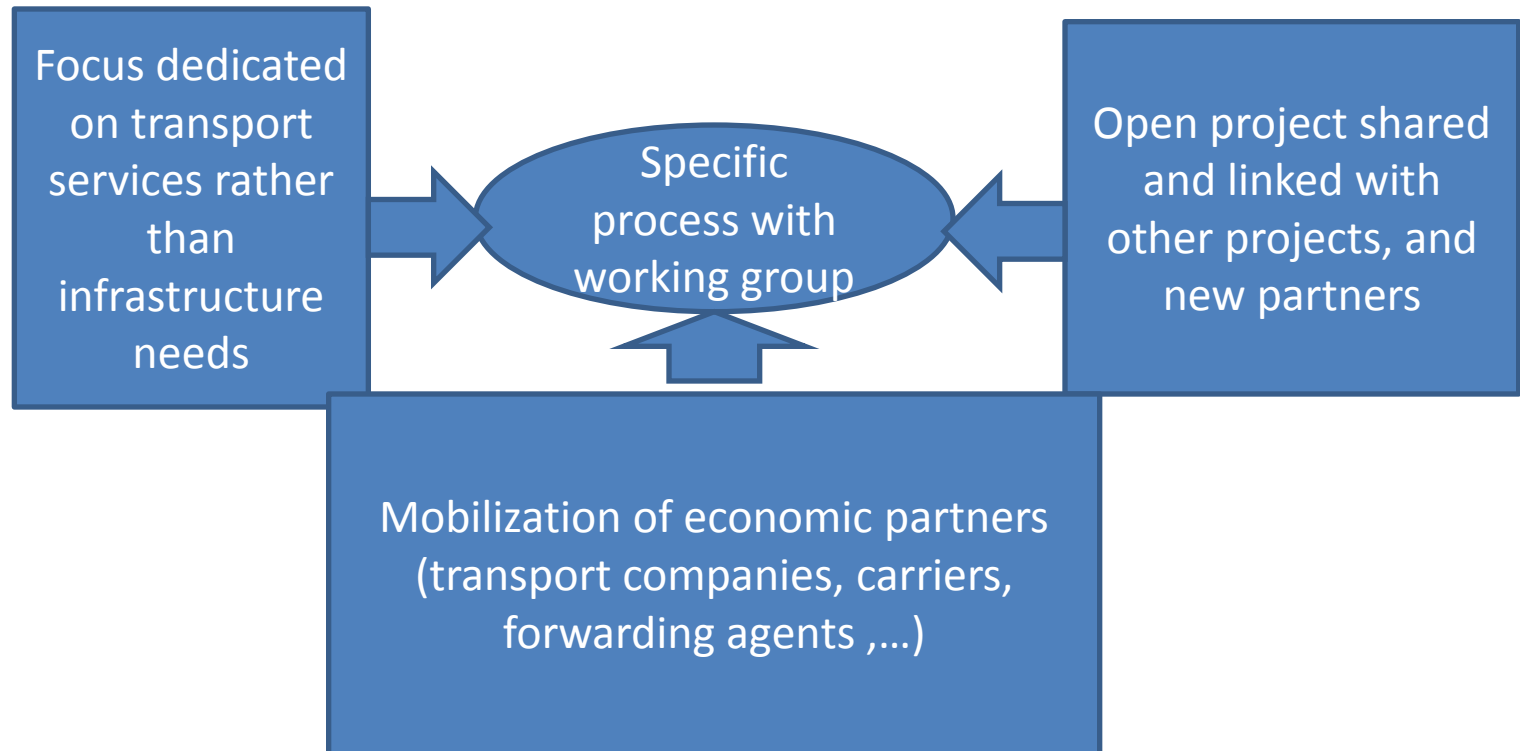 Focus dedicated
on transport
services rather
than
infrastructure
needs
Specific
process with
working group
Open project shared
and linked with
other projects, and
new partners
Mobilization of economic partners
(transport companies, carriers,
forwarding agents ,…)